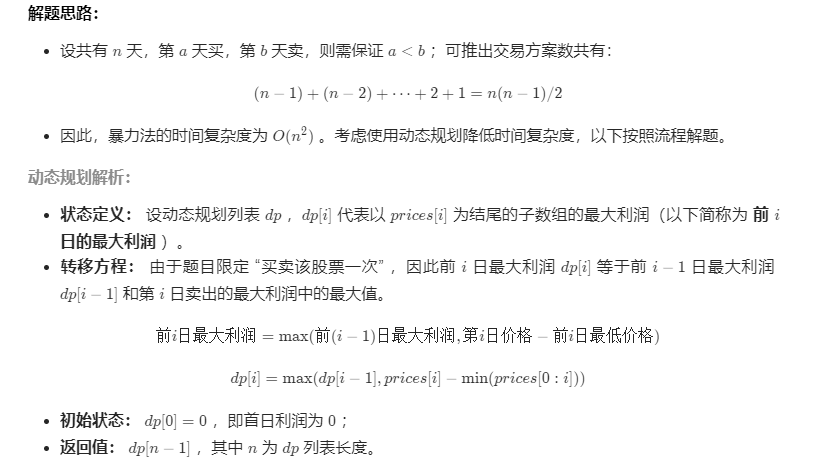 解题思路：
• 设共有 n 天，第 a 天买，第 b 天卖，则需保证 a < b ；可推出交易方案数共有：
(n − 1) + (n − 2) + ⋯ + 2 + 1 = n(n − 1)/2
• 因此，暴力法的时间复杂度为 O(n²) 。考虑使用动态规划降低时间复杂度，以下按照流程解题。
动态规划解析：
• 状态定义： 设动态规划列表 dp ，dp[i] 代表以 prices[i] 为结尾的子数组的最大利润（以下简称为 前 i
日的最大利润 ）。
• 转移方程： 由于题目限定 “买卖该股票一次” ，因此前 i 日最大利润 dp[i] 等于前 i − 1 日最大利润
dp[i − 1] 和第 i 日卖出的最大利润中的最大值。
前i日最大利润 = max(前(i − 1)日最大利润, 第i日价格 − 前i日最低价格)
dp[i] = max(dp[i − 1], prices[i] − min(prices[0 : i]))
• 初始状态： dp[0] = 0 ，即首日利润为 0 ；
• 返回值： dp[n − 1] ，其中 n 为 dp 列表长度。